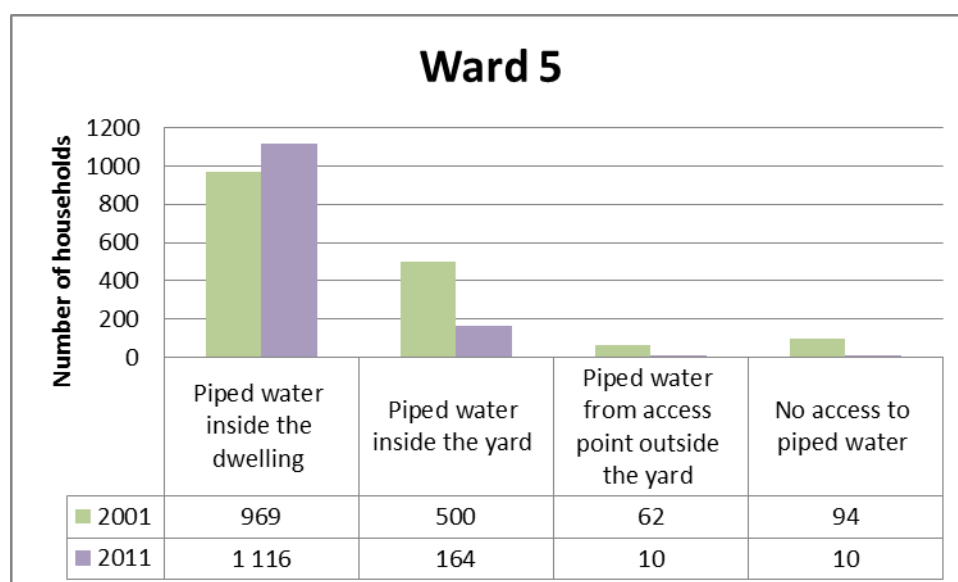 Ward 5
Number of households
1200
1000
800
600
400
200
0
Piped water
inside the
dwelling
Piped water
inside the yard
Piped water
from access
point outside
the yard
No access to
piped water
2001 969 500 62 94
2011 1 116 164 10 10